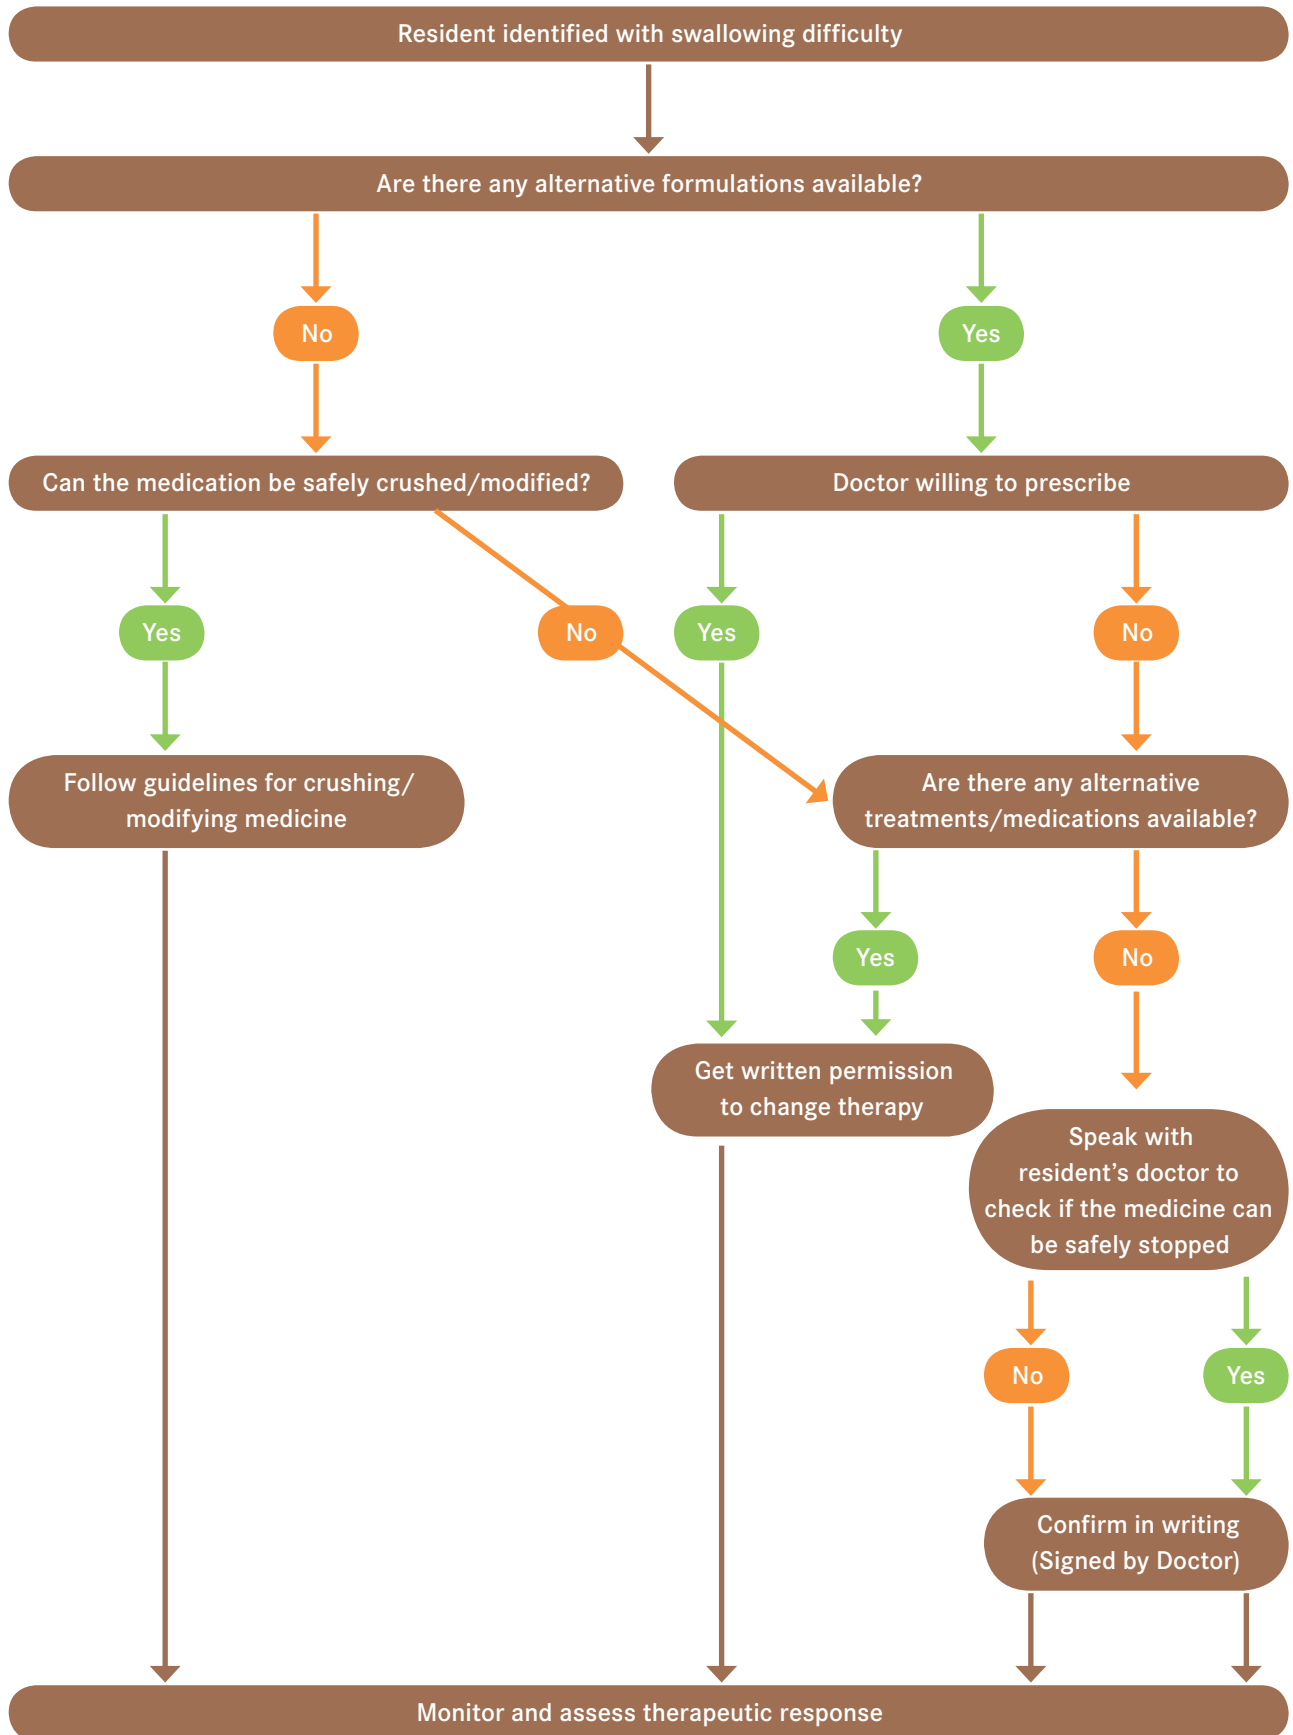 Resident identified with swallowing difficulty
Are there any alternative formulations available?
No
Yes
Can the medication be safely crushed/modified?
Doctor willing to prescribe
Yes
No
Yes
No
Follow guidelines for crushing/
modifying medicine
Are there any alternative
treatments/medications available?
Yes
No
Get written permission
to change therapy
Speak with
resident’s doctor to
check if the medicine can
be safely stopped
No
Yes
Confirm in writing
(Signed by Doctor)
Monitor and assess therapeutic response